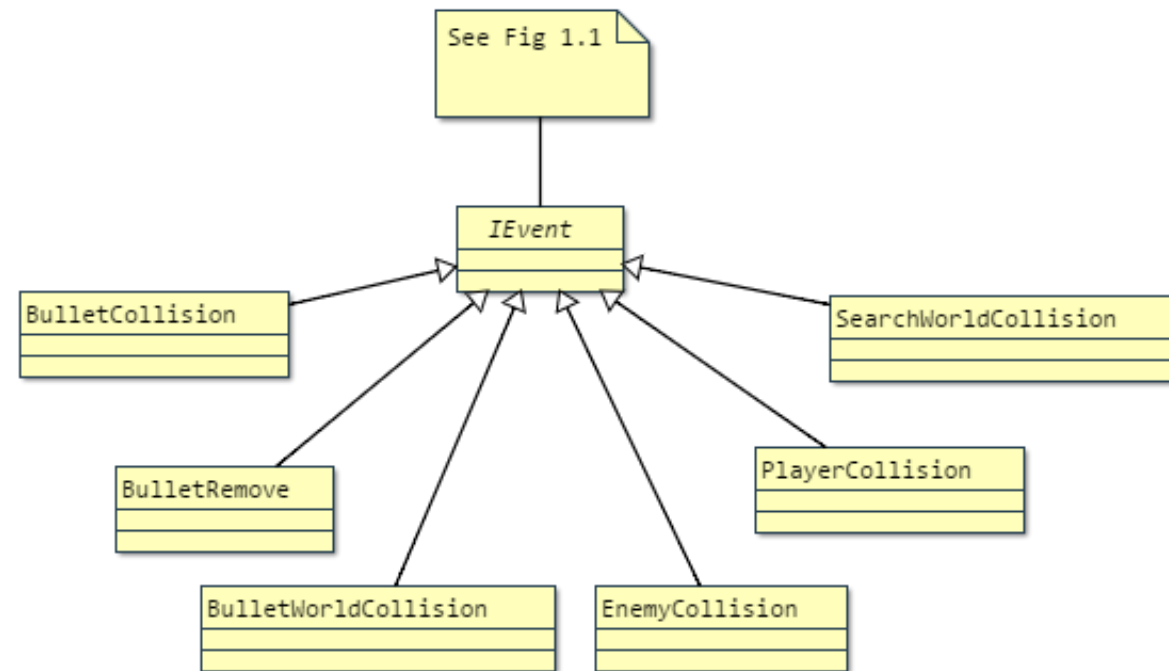 See Fig 1.1
IEvent
BulletCollision
SearchWorldCollision
BulletRemove
PlayerCollision
BulletWorldCollision
EnemyCollision